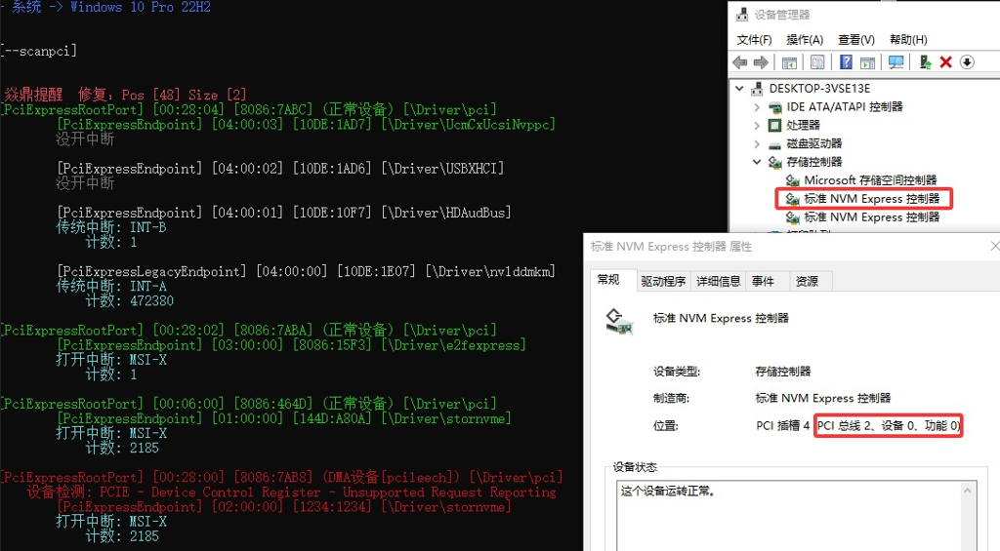 - 系统 -> Windows 10 Pro 22H2
[--scanpci]
焱鼎提醒 修复: Pos [48] Size [2]
[PciExpressRootPort] [00:28:04] [8086:7ABC] (正常设备) [\Driver\pci]
[PciExpressEndpoint] [04:00:03] [10DE:1AD7] [\Driver\UcmCxUcsiNvppc]
没开中断
[PciExpressEndpoint] [04:00:02] [10DE:1AD6] [\Driver\USBXHCI]
没开中断
[PciExpressEndpoint] [04:00:01] [10DE:10F7] [\Driver\HDAudBus]
传统中断: INT-B
计数: 1
[PciExpressLegacyEndpoint] [04:00:00] [10DE:1E07] [\Driver\nvlddmkm]
传统中断: INT-A
计数: 472380
[PciExpressRootPort] [00:28:02] [8086:7ABA] (正常设备) [\Driver\pci]
[PciExpressEndpoint] [03:00:00] [8086:15F3] [\Driver\e2fexpress]
打开中断: MSI-X
计数: 1
[PciExpressRootPort] [00:06:00] [8086:464D] (正常设备) [\Driver\pci]
[PciExpressEndpoint] [01:00:00] [144D:A80A] [\Driver\stornvme]
打开中断: MSI-X
计数: 2185
[PciExpressRootPort] [00:28:00] [8086:7AB8] (DMA设备[pcileech]) [\Driver\pci]
设备检测: PCIE - Device Control Register - Unsupported Request Reporting
[PciExpressEndpoint] [02:00:00] [1234:1234] [\Driver\stornvme]
打开中断: MSI-X
计数: 2185
设备管理器
文件(F) 操作(A) 查看(V) 帮助(H)
DESKTOP-3VSE13E
IDE ATA/ATAPI 控制器
处理器
磁盘驱动器
存储控制器
Microsoft 存储空间控制器
标准 NVM Express 控制器
标准 NVM Express 控制器
标准 NVM Express 控制器 属性
常规 驱动程序 详细信息 事件 资源
标准 NVM Express 控制器
设备类型: 存储控制器
制造商: 标准 NVM Express 控制器
位置: PCI 插槽 4 (PCI 总线 2、设备 0、功能 0)
设备状态
这个设备运转正常。